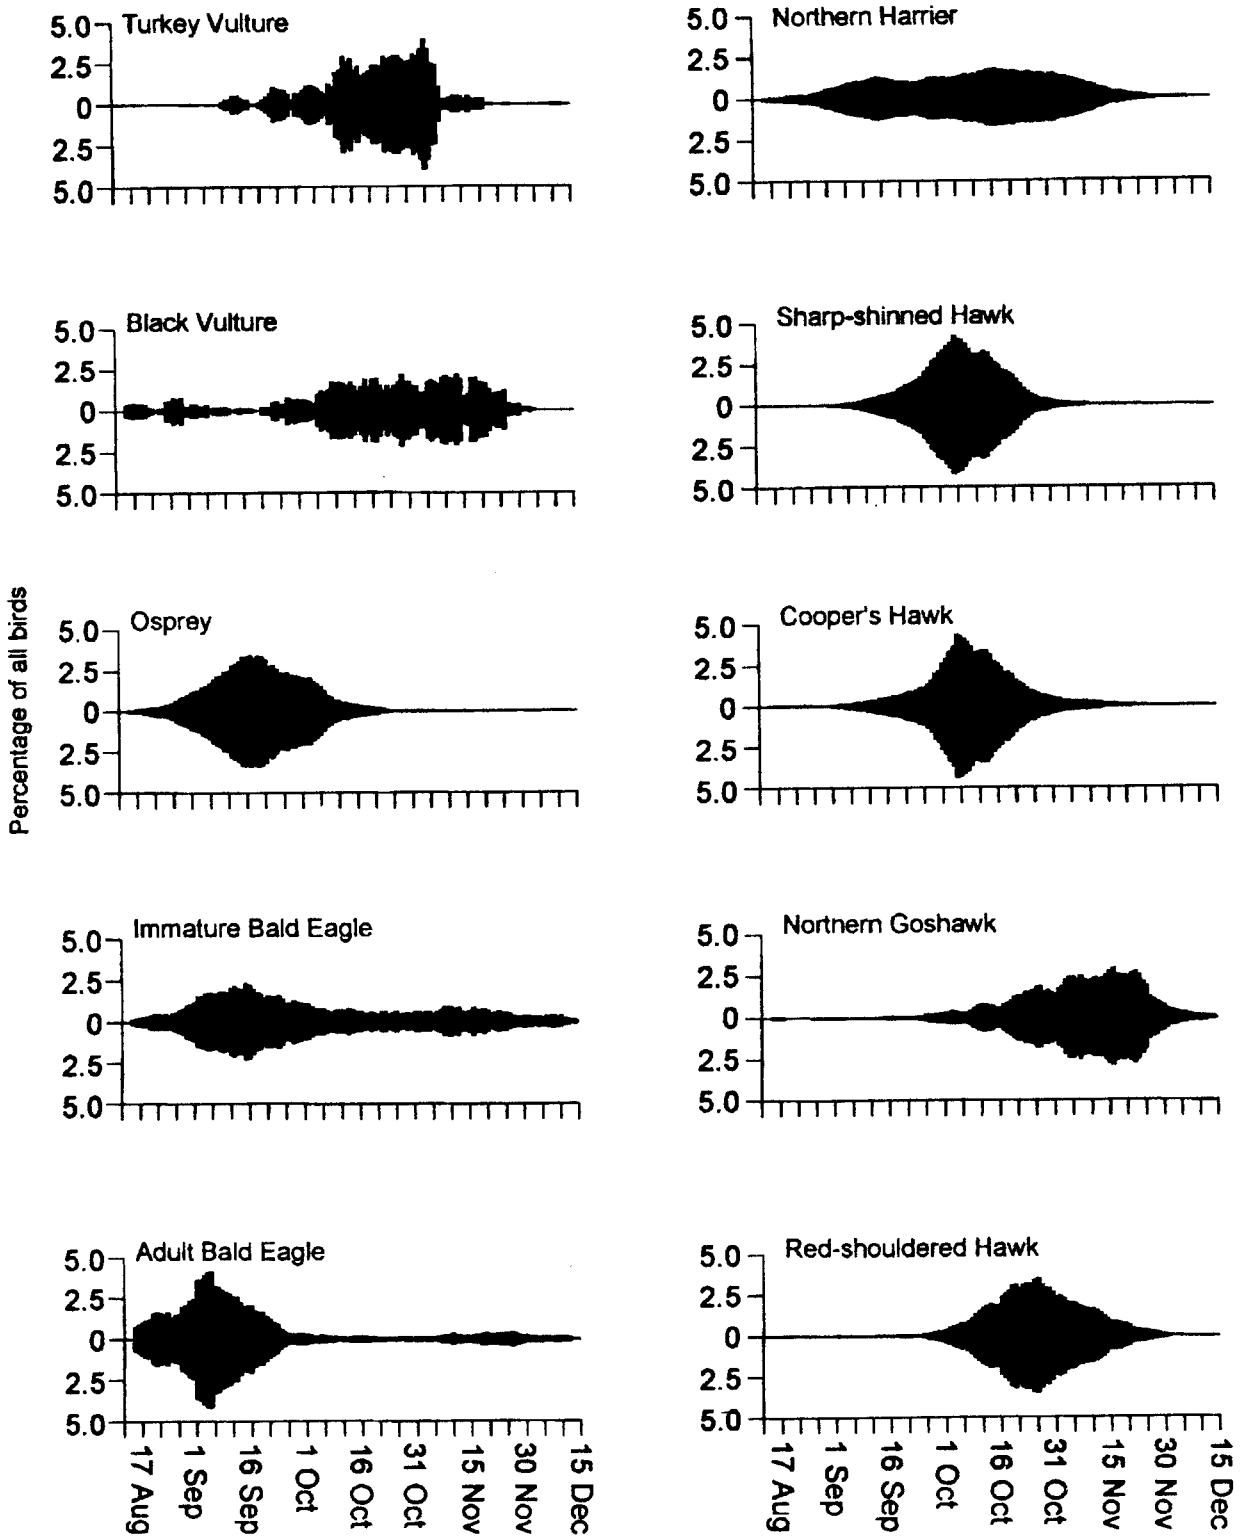 Percentage of all birds
Turkey Vulture
5.0
2.5
0
2.5
5.0
Black Vulture
5.0
2.5
0
2.5
5.0
Osprey
5.0
2.5
0
2.5
5.0
Immature Bald Eagle
5.0
2.5
0
2.5
5.0
Adult Bald Eagle
5.0
2.5
0
2.5
5.0
17 Aug
1 Sep
16 Sep
1 Oct
16 Oct
31 Oct
15 Nov
30 Nov
15 Dec
Northern Harrier
5.0
2.5
0
2.5
5.0
Sharp-shinned Hawk
5.0
2.5
0
2.5
5.0
Cooper's Hawk
5.0
2.5
0
2.5
5.0
Northern Goshawk
5.0
2.5
0
2.5
5.0
Red-shouldered Hawk
5.0
2.5
0
2.5
5.0
17 Aug
1 Sep
16 Sep
1 Oct
16 Oct
31 Oct
15 Nov
30 Nov
15 Dec